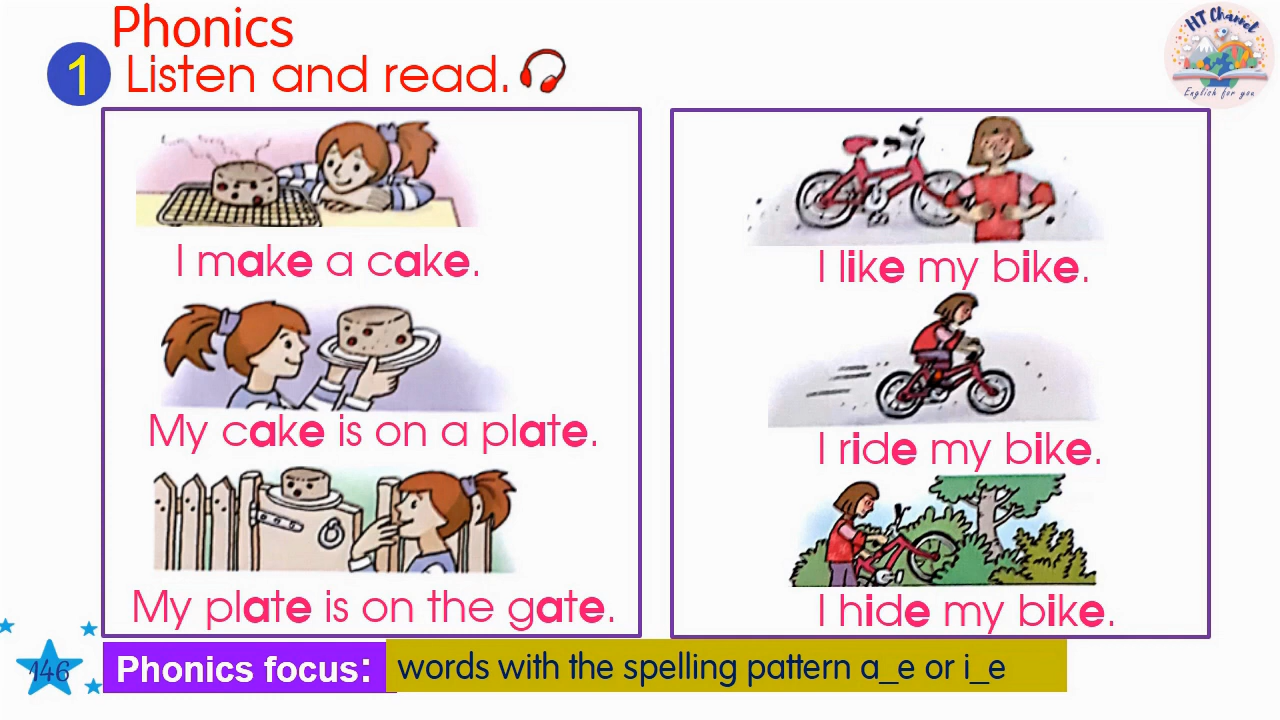 Phonics
1 Listen and read.
HT Channel
English for you
I make a cake.
My cake is on a plate.
My plate is on the gate.
I like my bike.
I ride my bike.
I hide my bike.
146
Phonics focus: words with the spelling pattern a_e or i_e